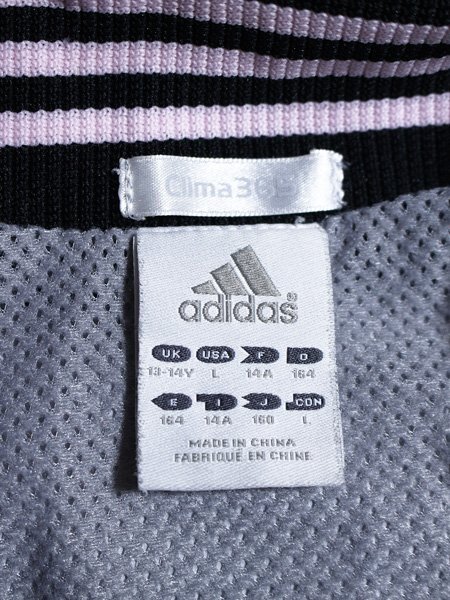 Clima365
adidas®
UK USA F D
13-14Y L 14A 164
E I J CDN
164 14A 160 L
MADE IN CHINA
FABRIQUÉ EN CHINE